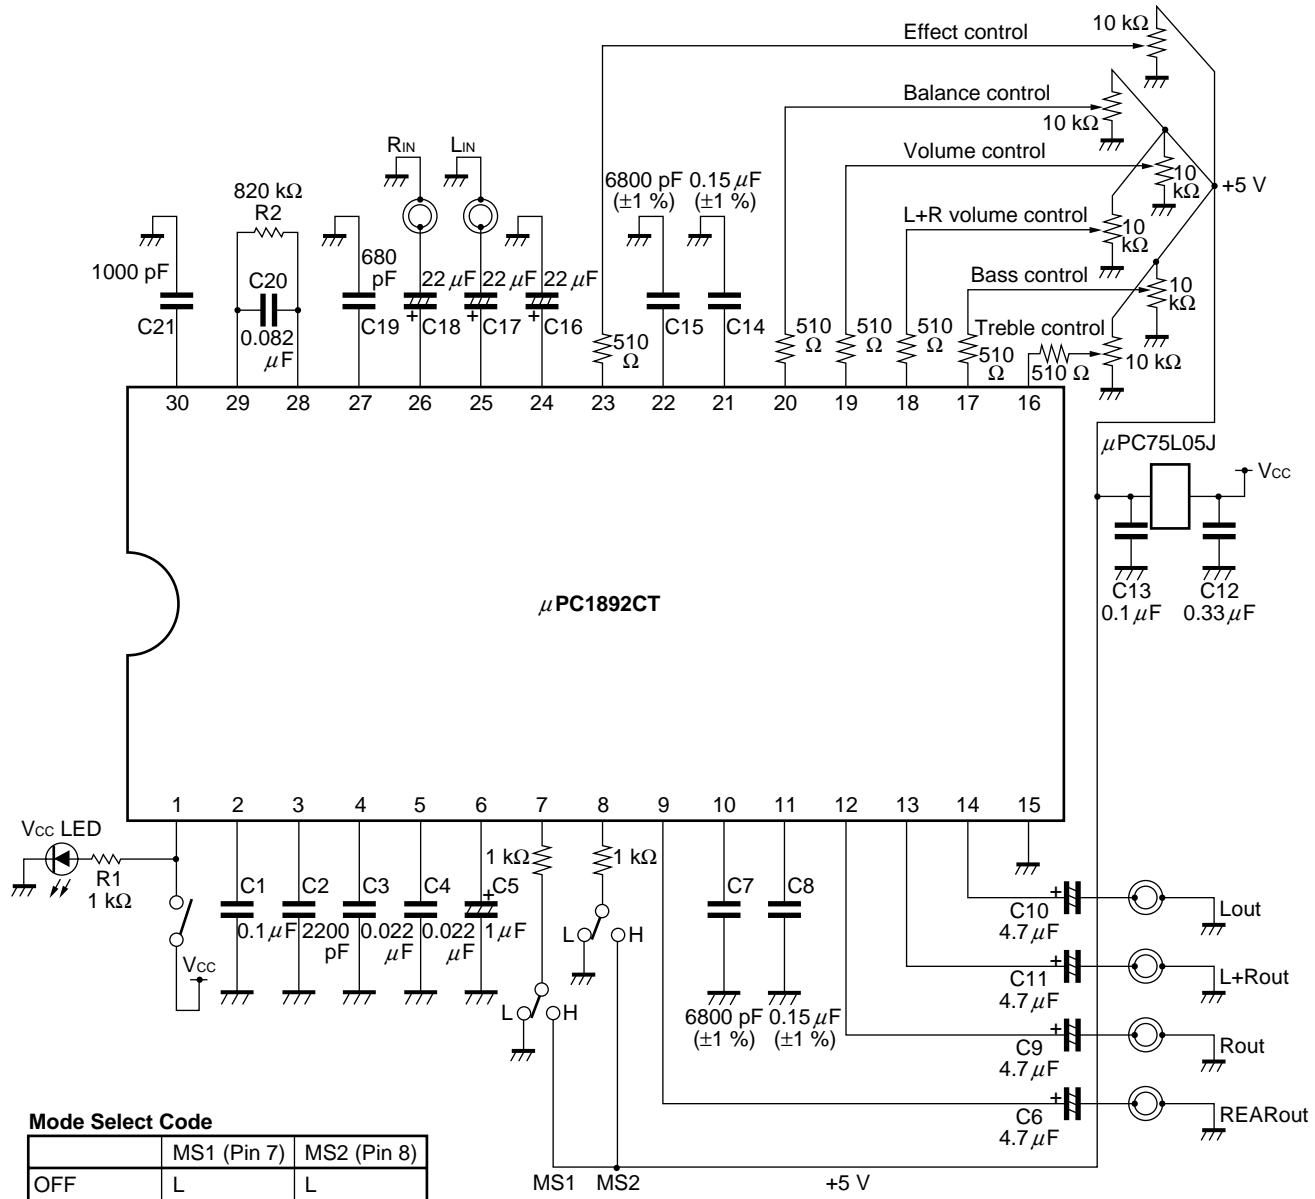 Effect control
10 kΩ
Balance control
10 kΩ
RIN
LIN
Volume control
10
kΩ
+5 V
820 kΩ
R2
6800 pF
(±1 %)
0.15 µF
(±1 %)
L+R volume control
10
kΩ
1000 pF
C20
680
pF
22 µF
22 µF
22 µF
Bass control
10
kΩ
C21
0.082
µF
C19
+
C18
+
C17
+
C16
510
Ω
C15
C14
510
Ω
510
Ω
510
Ω
510
Ω
Treble control
510 Ω
10 kΩ
30
29
28
27
26
25
24
23
22
21
20
19
18
17
16
µPC75L05J
VCC
C13
0.1 µF
C12
0.33 µF
µPC1892CT
1
2
3
4
5
6
7
8
9
10
11
12
13
14
15
VCC LED
R1
1 kΩ
VCC
C1
0.1 µF
C2
2200
pF
C3
0.022
µF
C4
0.022
µF
+
C5
1 µF
1 kΩ
L
H
1 kΩ
L
H
C7
6800 pF
(±1 %)
C8
0.15 µF
(±1 %)
+
C10
4.7 µF
Lout
+
C11
4.7 µF
L+Rout
+
C9
4.7 µF
Rout
+
C6
4.7 µF
REARout
MS1
MS2
+5 V
Mode Select Code
MS1 (Pin 7) MS2 (Pin 8)
OFF L L